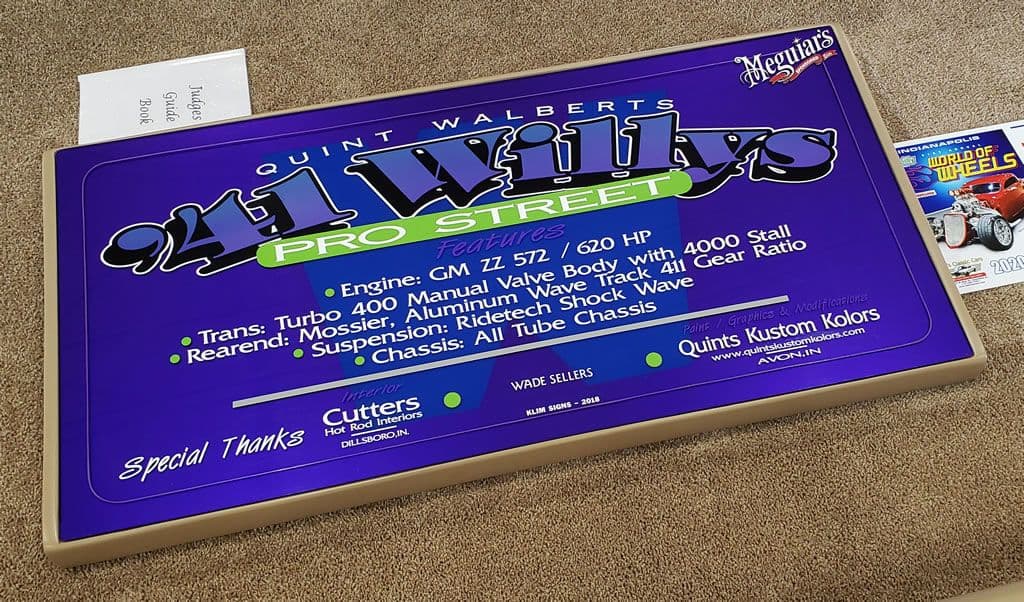 Judges
Guide
Book
Meguiar's
QUINT WALBERTS
'41 Willys
PRO STREET
Features
Engine: GM ZZ 572 / 620 HP
Trans: Turbo 400 Manual Valve Body with 4000 Stall
Rearend: Mossier, Aluminum Wave Track 411 Gear Ratio
Suspension: Ridetech Shock Wave
Chassis: All Tube Chassis
Paint / Graphics & Modifications
Quints Kustom Kolors
www.quintskustomkolors.com
AVON, IN
Interior
Cutters
Hot Rod Interiors
DILLSBORO, IN.
WADE SELLERS
KLIM SIGNS - 2018
Special Thanks
INDIANAPOLIS
WORLD OF
WHEELS
Classic Cars
2020